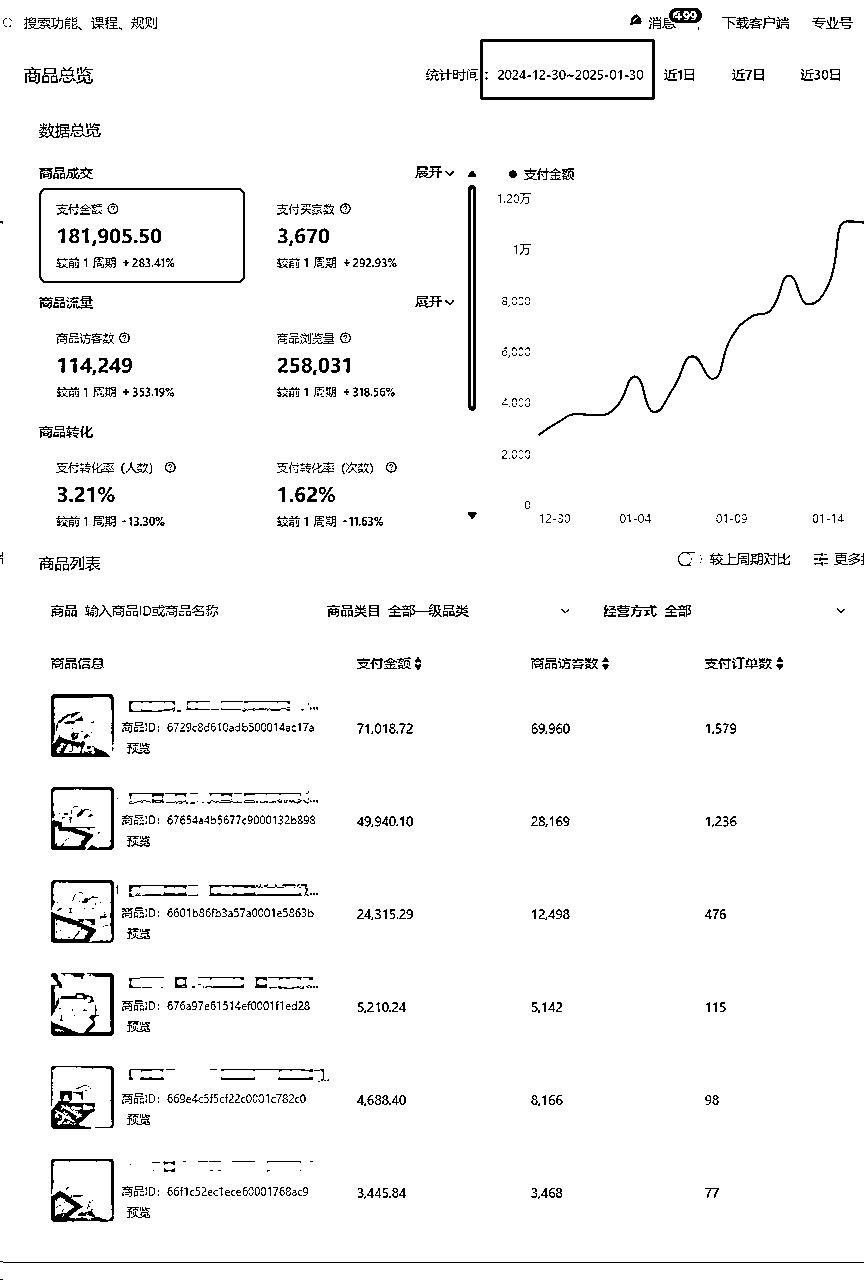 搜索功能、课程、规则
消息 499 下载客户端 专业号
商品总览
统计时间: 2024-12-30~2025-01-30 近1日 近7日 近30日
数据总览
商品成交 展开
支付金额 支付买家数
181,905.50 3,670
较前 1 周期 +283.41% 较前 1 周期 +292.93%
商品流量 展开
商品访客数 商品浏览量
114,249 258,031
较前 1 周期 +353.19% 较前 1 周期 +318.56%
商品转化
支付转化率 (人数) 支付转化率 (次数)
3.21% 1.62%
较前 1 周期 -13.30% 较前 1 周期 -11.63%
支付金额
1.20万
1万
8,000
6,000
4,000
2,000
0
12-30 01-04 01-09 01-14
商品列表 较上周期对比 更多
商品 输入商品ID或商品名称 商品类目 全部一级品类 经营方式 全部
商品信息 支付金额 商品访客数 支付订单数
商品ID: 6729c8d610adb500014ac17a 71,018.72 69,960 1,579
预览
商品ID: 67654a4b5677c9000132b898 49,940.10 28,169 1,236
预览
商品ID: 6601b86fb3a57a0001e5863b 24,315.29 12,498 476
预览
商品ID: 676a97e61514ef0001f1ed28 5,210.24 5,142 115
预览
商品ID: 669e4c5f5cf22c0001c782c0 4,688.40 8,166 98
预览
商品ID: 66f1c52ec1ece60001768ac9 3,445.84 3,468 77
预览